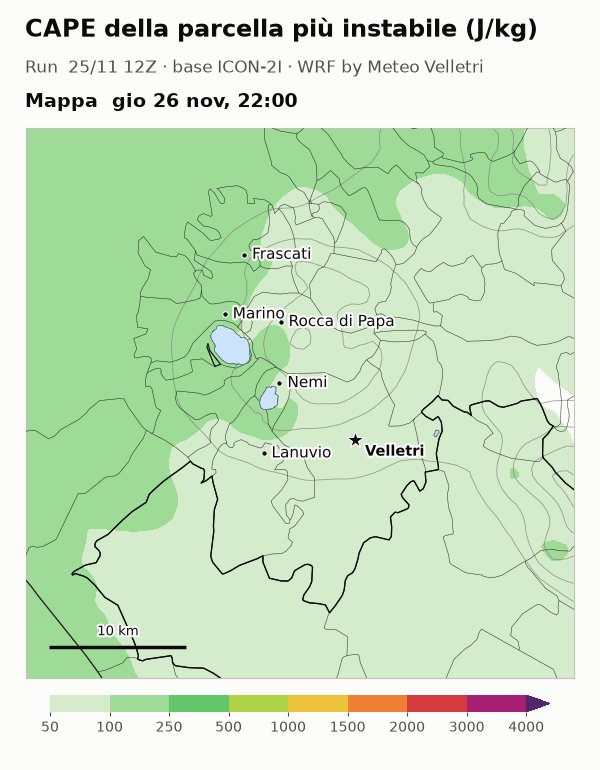 CAPE della parcella più instabile (J/kg)
Run  25/11 12Z · base ICON-2I · WRF by Meteo Velletri
Mappa  gio 26 nov, 22:00
Frascati
Marino
Rocca di Papa
Nemi
Velletri
Lanuvio
10 km
50 100 250 500 1000 1500 2000 3000 4000